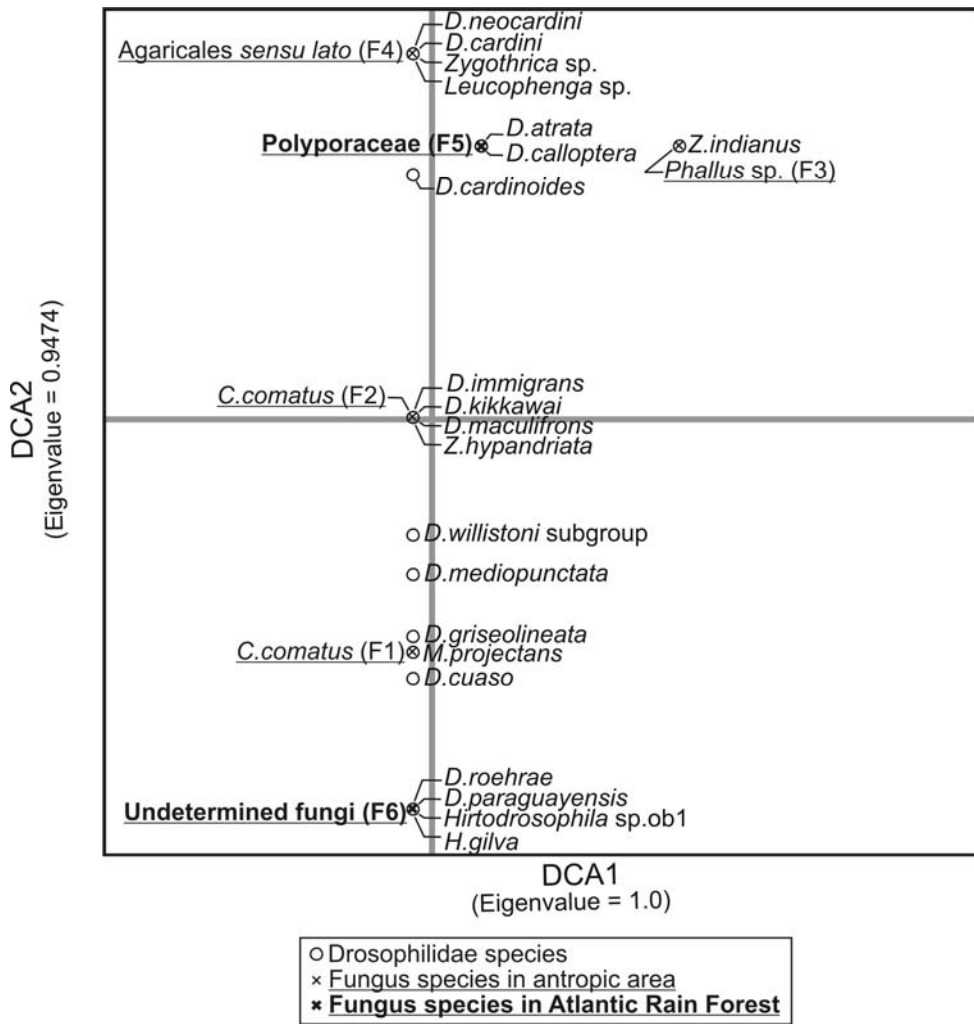 D.neocardini
Agaricales sensu lato (F4)
D.cardini
Zygothrica sp.
Leucophenga sp.
Polyporaceae (F5)
D.atrata
D.calloptera
Z.indianus
Phallus sp. (F3)
D.cardinoides
DCA2
(Eigenvalue = 0.9474)
C.comatus (F2)
D.immigrans
D.kikkawai
D.maculifrons
Z.hypandriata
D.willistoni subgroup
D.mediopunctata
D.griseolineata
C.comatus (F1)
M.projectans
D.cuaso
Undetermined fungi (F6)
D.roehrae
D.paraguayensis
Hirtodrosophila sp.ob1
H.gilva
DCA1
(Eigenvalue = 1.0)
Drosophilidae species
Fungus species in antropic area
Fungus species in Atlantic Rain Forest